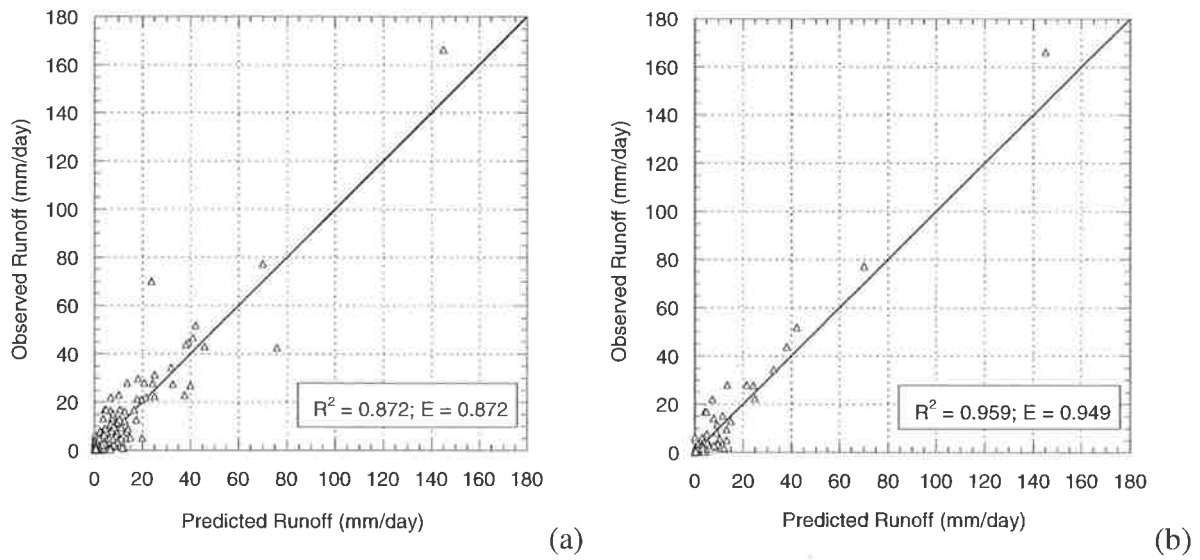 180
160
140
120
100
80
60
40
20
0
Observed Runoff (mm/day)
R² = 0.872; E = 0.872
0 20 40 60 80 100 120 140 160 180
Predicted Runoff (mm/day)
(a)
180
160
140
120
100
80
60
40
20
0
Observed Runoff (mm/day)
R² = 0.959; E = 0.949
0 20 40 60 80 100 120 140 160 180
Predicted Runoff (mm/day)
(b)